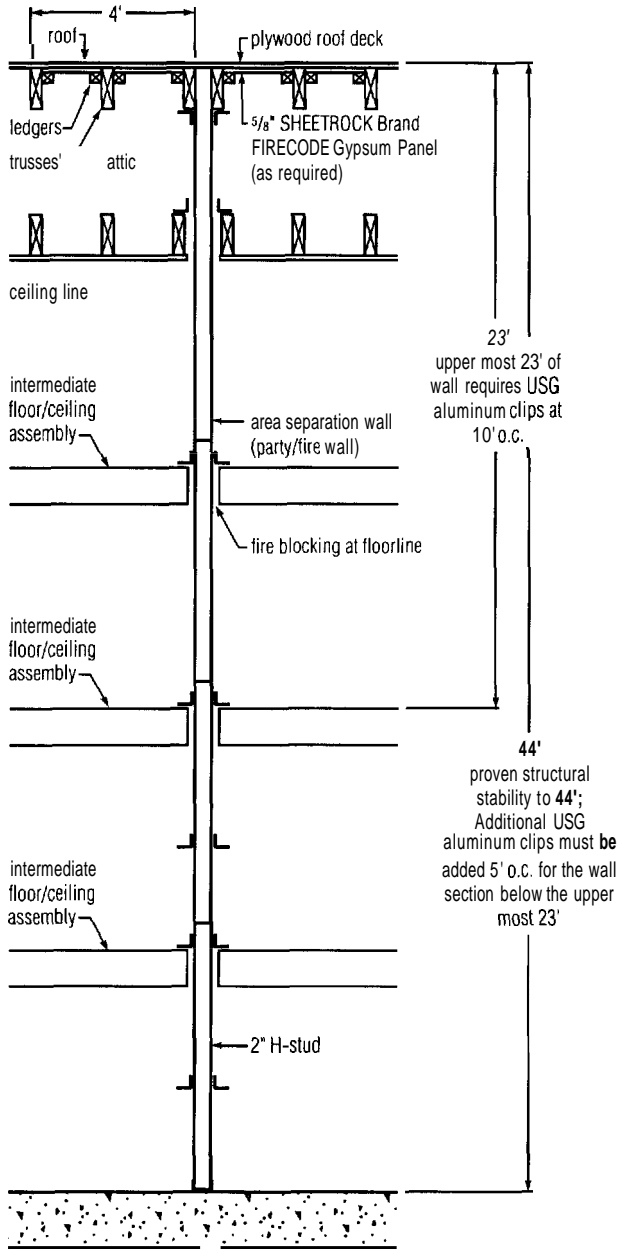 4'
roof
plywood roof deck
ledgers
trusses'
attic
5/8" SHEETROCK Brand
FIRECODE Gypsum Panel
(as required)
ceiling line
23'
upper most 23' of
wall requires USG
aluminum clips at
10' o.c.
intermediate
floor/ceiling
assembly
area separation wall
(party/fire wall)
fire blocking at floorline
intermediate
floor/ceiling
assembly
44'
proven structural
stability to 44';
Additional USG
aluminum clips must be
added 5' o.c. for the wall
section below the upper
most 23'
intermediate
floor/ceiling
assembly
2" H-stud